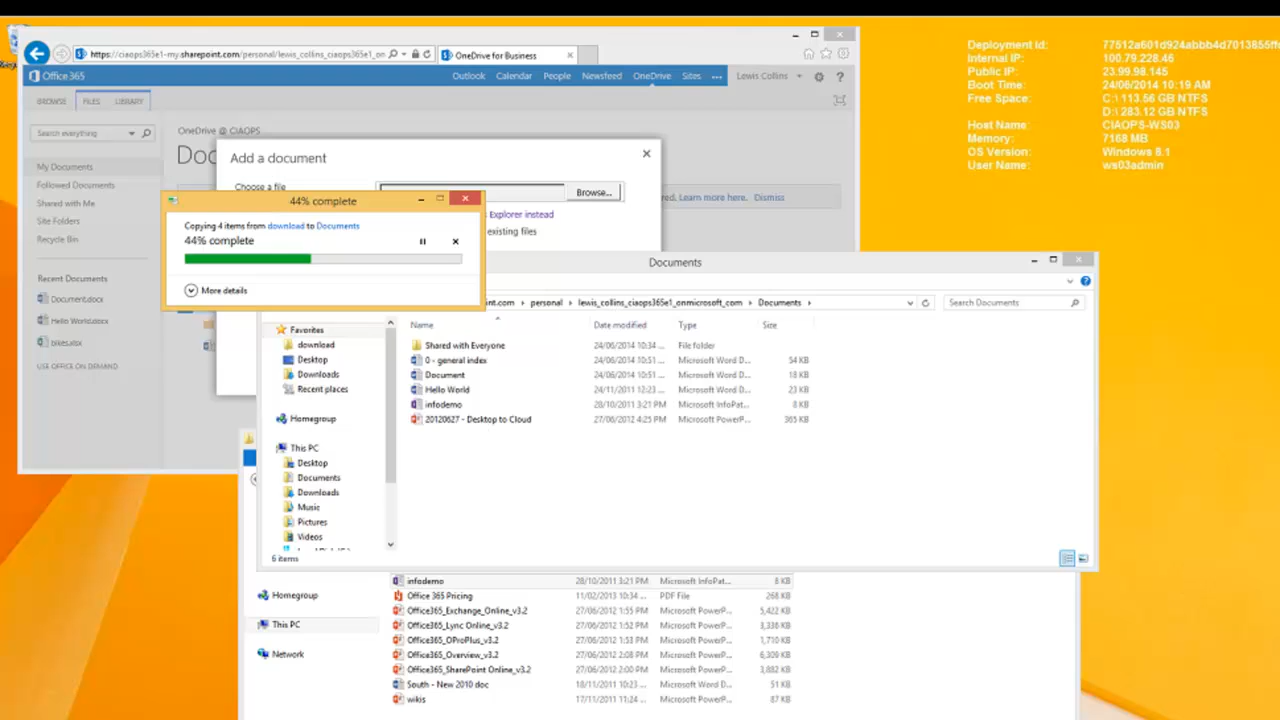 https://ciaops365e1-my.sharepoint.com/personal/lewis_collins_ciaops365e1_on
OneDrive for Business
Office 365
Outlook Calendar People Newsfeed OneDrive Sites ... Lewis Collins ?
BROWSE FILES LIBRARY
Search everything
OneDrive @ CIAOPS
Doc
My Documents
Followed Documents
Shared with Me
Site Folders
Recycle Bin
Recent Documents
Document.docx
Hello World.docx
bikes.xlsx
USE OFFICE ON DEMAND
Add a document
Choose a file
Browse...
Explorer instead
existing files
red. Learn more here. Dismiss
44% complete
Copying 4 items from download to Documents
44% complete
More details
Documents
int.com personal lewis_collins_ciaops365e1_onmicrosoft_com Documents
Search Documents
Favorites
download
Desktop
Downloads
Recent places
Homegroup
This PC
Desktop
Documents
Downloads
Music
Pictures
Videos
Name Date modified Type Size
Shared with Everyone 24/06/2014 10:34 ... File folder
0 - general index 24/06/2014 10:51 ... Microsoft Word D... 54 KB
Document 24/06/2014 10:51 ... Microsoft Word D... 18 KB
Hello World 24/11/2011 12:23 ... Microsoft Word D... 23 KB
infodemo 28/10/2011 3:21 PM Microsoft InfoPat... 8 KB
20120627 - Desktop to Cloud 27/06/2012 4:25 PM Microsoft PowerP... 365 KB
6 items
Homegroup
This PC
Network
infodemo 28/10/2011 3:21 PM Microsoft InfoPat... 8 KB
Office 365 Pricing 11/02/2013 10:34 ... PDF File 268 KB
Office365_Exchange_Online_v3.2 27/06/2012 1:55 PM Microsoft PowerP... 5,422 KB
Office365_Lync Online_v3.2 27/06/2012 1:52 PM Microsoft PowerP... 3,336 KB
Office365_OProPlus_v3.2 27/06/2012 1:53 PM Microsoft PowerP... 1,710 KB
Office365_Overview_v3.2 27/06/2012 2:08 PM Microsoft PowerP... 6,309 KB
Office365_SharePoint Online_v3.2 27/06/2012 2:00 PM Microsoft PowerP... 3,882 KB
South - New 2010 doc 18/11/2011 10:23 ... Microsoft Word D... 51 KB
wikis 17/11/2011 11:24 ... Microsoft PowerP... 87 KB
Deployment Id:
Internal IP: 100.79.228.46
Public IP: 23.99.98.145
Boot Time: 24/06/2014 10:19 AM
Free Space: C:\ 113.56 GB NTFS
D:\ 283.12 GB NTFS
Host Name: CIAOPS-WS03
Memory: 7168 MB
OS Version: Windows 8.1
User Name: ws03admin